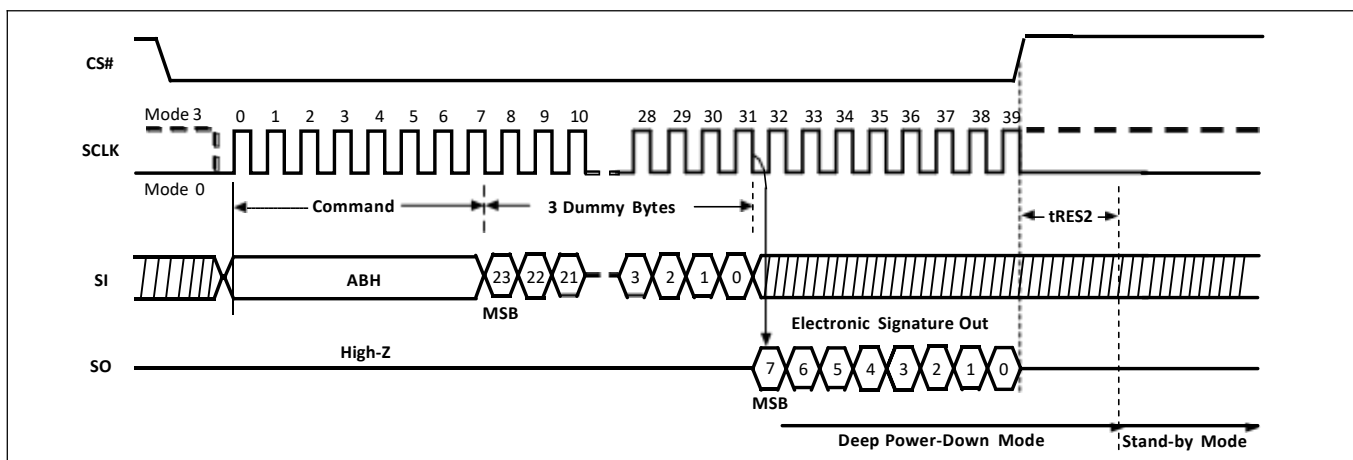 CS#
Mode 3
0 1 2 3 4 5 6 7 8 9 10 28 29 30 31 32 33 34 35 36 37 38 39
SCLK
Mode 0
Command
3 Dummy Bytes
tRES2
SI
ABH
23 22 21 3 2 1 0
MSB
Electronic Signature Out
High-Z
SO
7 6 5 4 3 2 1 0
MSB
Deep Power-Down Mode
Stand-by Mode